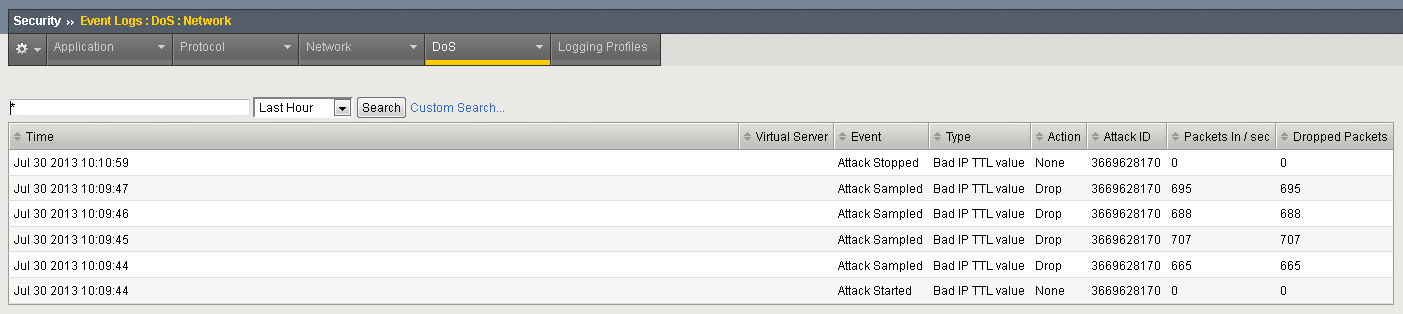 Security ›› Event Logs : DoS : Network
Application Protocol Network DoS Logging Profiles
* Last Hour Search Custom Search...
Time Virtual Server Event Type Action Attack ID Packets In / sec Dropped Packets
Jul 30 2013 10:10:59 Attack Stopped Bad IP TTL value None 3669628170 0 0
Jul 30 2013 10:09:47 Attack Sampled Bad IP TTL value Drop 3669628170 695 695
Jul 30 2013 10:09:46 Attack Sampled Bad IP TTL value Drop 3669628170 688 688
Jul 30 2013 10:09:45 Attack Sampled Bad IP TTL value Drop 3669628170 707 707
Jul 30 2013 10:09:44 Attack Sampled Bad IP TTL value Drop 3669628170 665 665
Jul 30 2013 10:09:44 Attack Started Bad IP TTL value None 3669628170 0 0